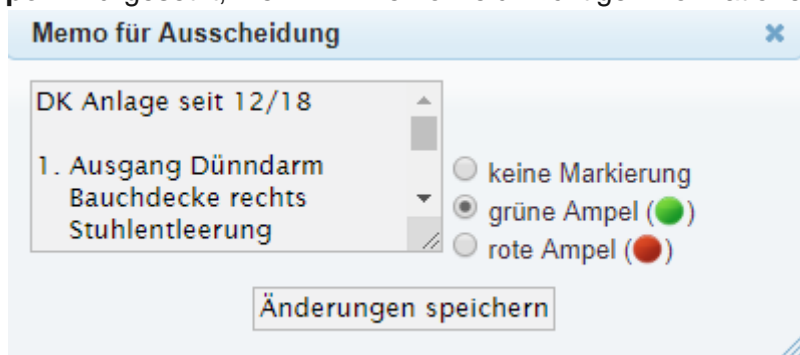 Memo für Ausscheidung
DK Anlage seit 12/18
1. Ausgang Dünndarm
Bauchdecke rechts
Stuhlentleerung
keine Markierung
grüne Ampel ( )
rote Ampel ( )
Änderungen speichern